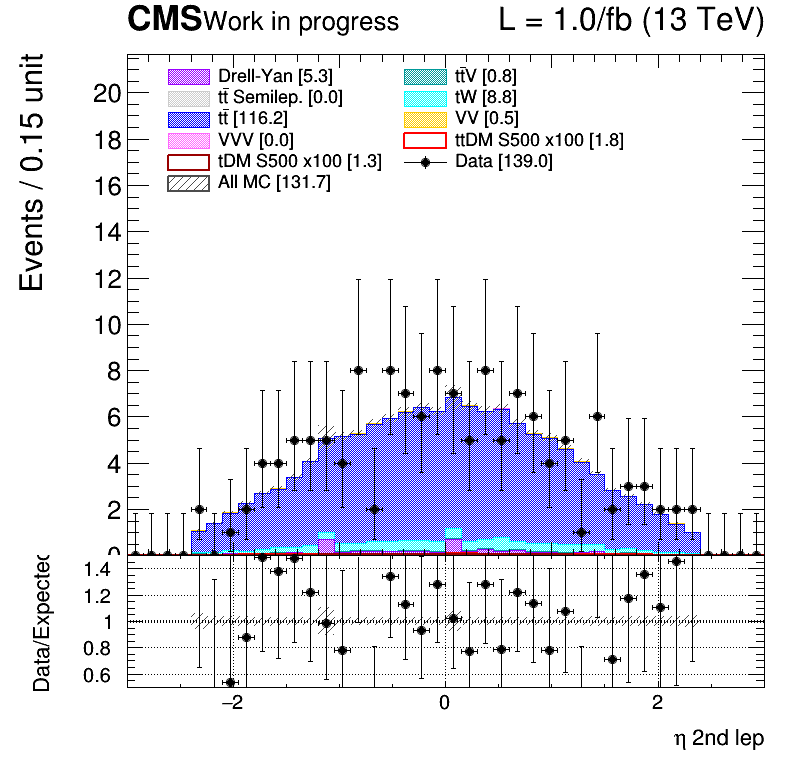 CMS Work in progress L = 1.0/fb (13 TeV)
Events / 0.15 unit
Drell-Yan [5.3] tt̄V [0.8]
tt̄ Semilep. [0.0] tW [8.8]
tt̄ [116.2] VV [0.5]
VVV [0.0] ttDM S500 x100 [1.8]
tDM S500 x100 [1.3] Data [139.0]
All MC [131.7]
20
18
16
14
12
10
8
6
4
2
0
Data/Expected
1.4
1.2
1
0.8
0.6
−2 0 2
η 2nd lep